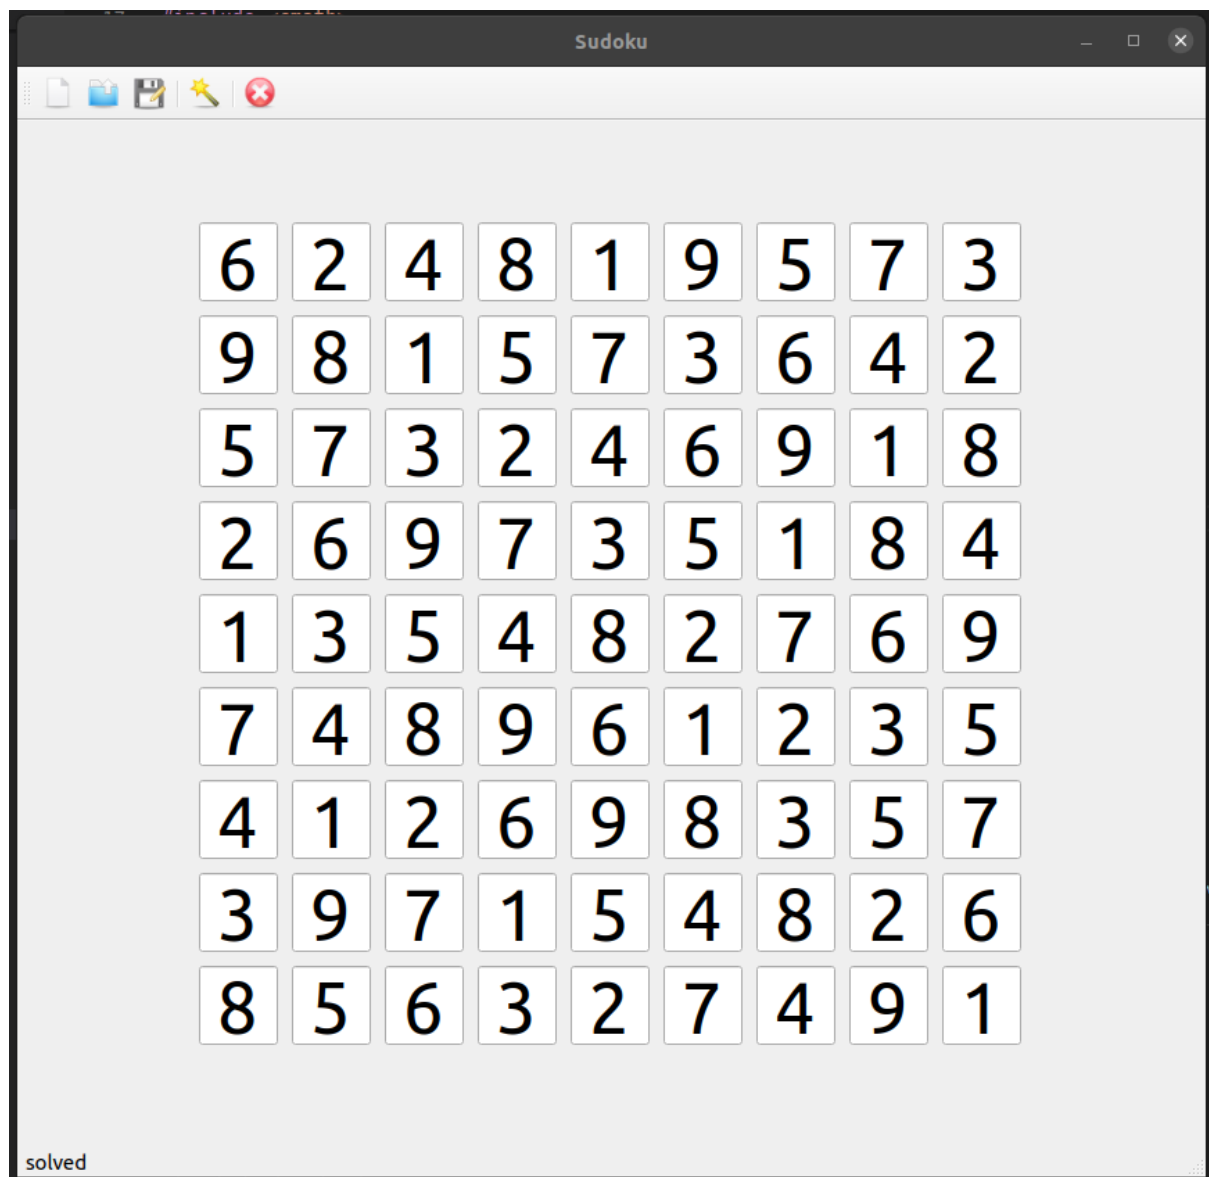 Sudoku
6 2 4 8 1 9 5 7 3
9 8 1 5 7 3 6 4 2
5 7 3 2 4 6 9 1 8
2 6 9 7 3 5 1 8 4
1 3 5 4 8 2 7 6 9
7 4 8 9 6 1 2 3 5
4 1 2 6 9 8 3 5 7
3 9 7 1 5 4 8 2 6
8 5 6 3 2 7 4 9 1
solved